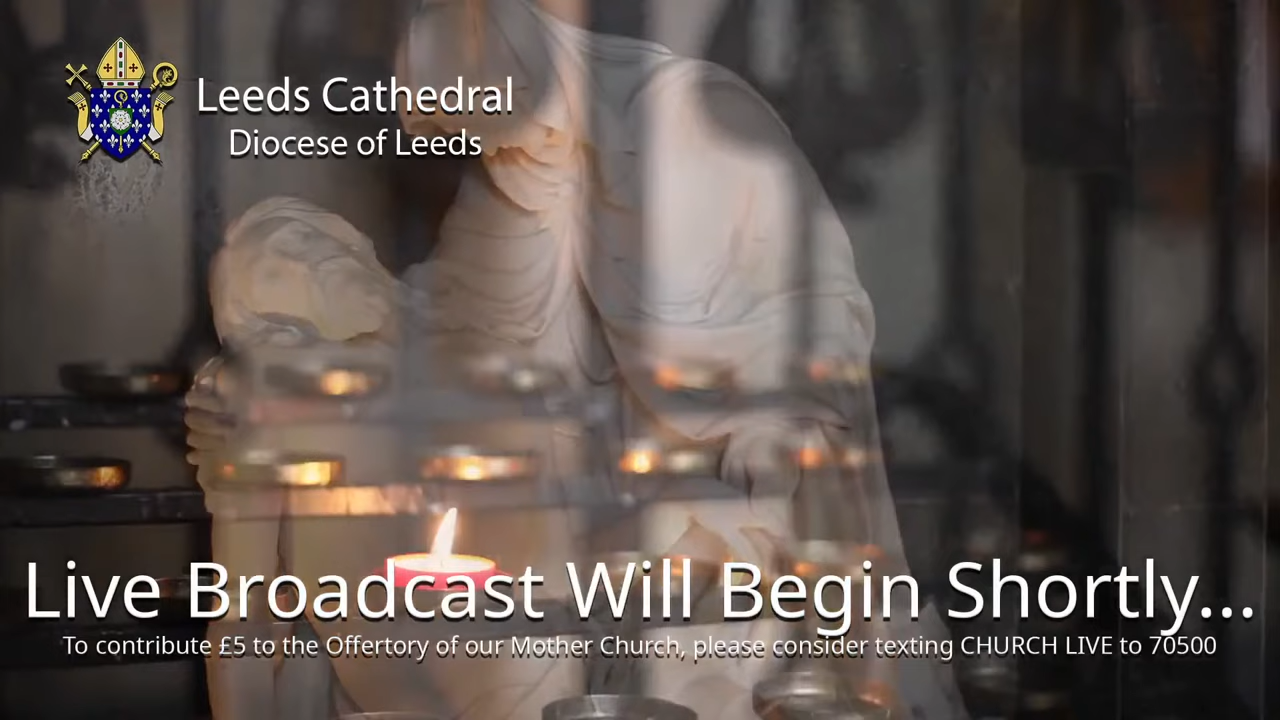 Leeds Cathedral
Diocese of Leeds
Live Broadcast Will Begin Shortly...
To contribute £5 to the Offertory of our Mother Church, please consider texting CHURCH LIVE to 70500